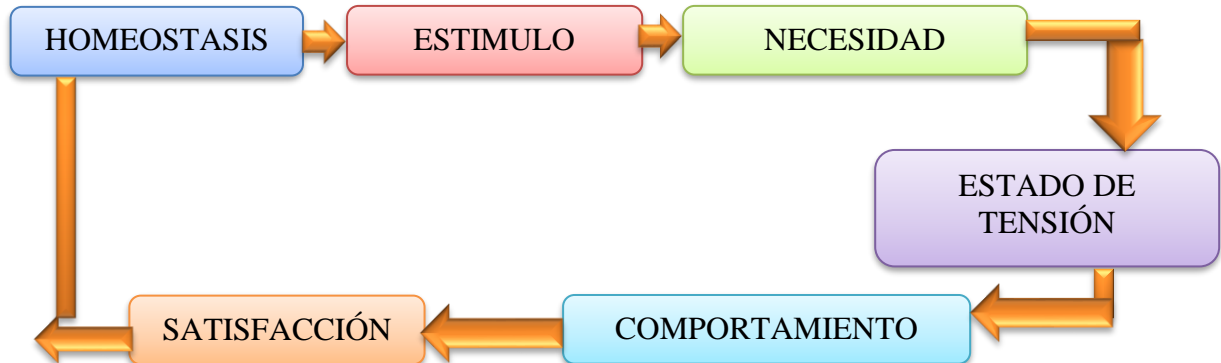 HOMEOSTASIS
ESTIMULO
NECESIDAD
ESTADO DE
TENSIÓN
COMPORTAMIENTO
SATISFACCIÓN